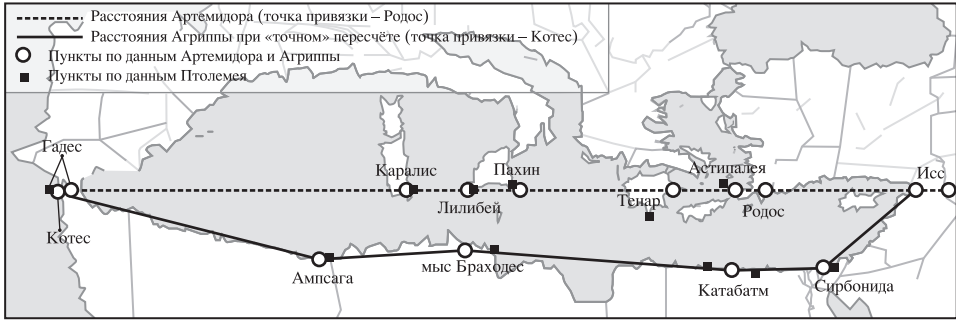 Расстояния Артемидора (точка привязки – Родос)
Расстояния Агриппы при «точном» пересчёте (точка привязки – Котес)
Пункты по данным Артемидора и Агриппы
Пункты по данным Птолемея
Гадес
Каралис
Пахин
Астипалея
Исс
Лилибей
Тенар
Родос
Котес
Ампсага
мыс Браходес
Катабатм
Сирбонида